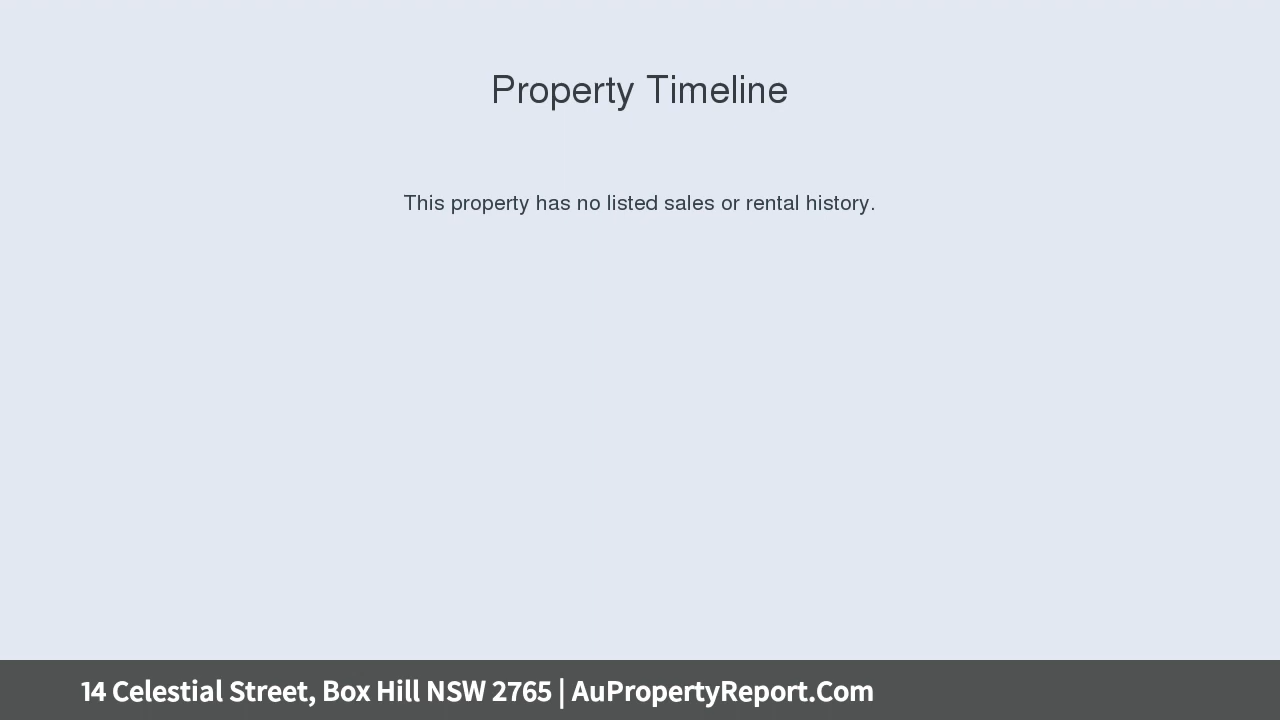 Property Timeline
This property has no listed sales or rental history.
14 Celestial Street, Box Hill NSW 2765 | AuPropertyReport.Com